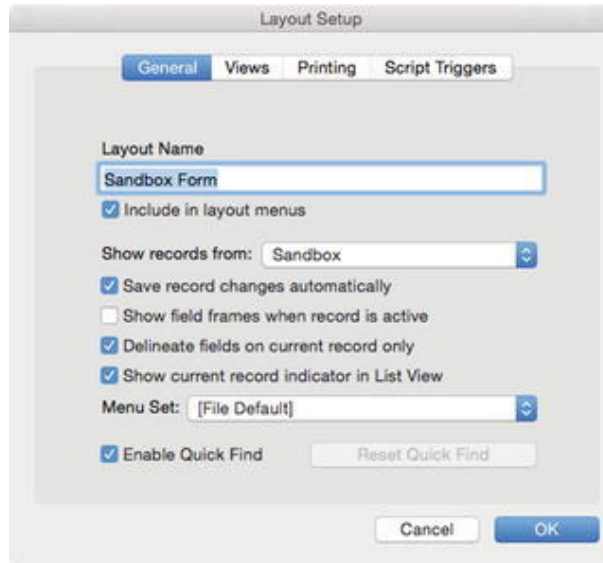 Layout Setup
General Views Printing Script Triggers
Layout Name
Sandbox Form
Include in layout menus
Show records from: Sandbox
Save record changes automatically
Show field frames when record is active
Delineate fields on current record only
Show current record indicator in List View
Menu Set: [File Default]
Enable Quick Find Reset Quick Find
Cancel OK